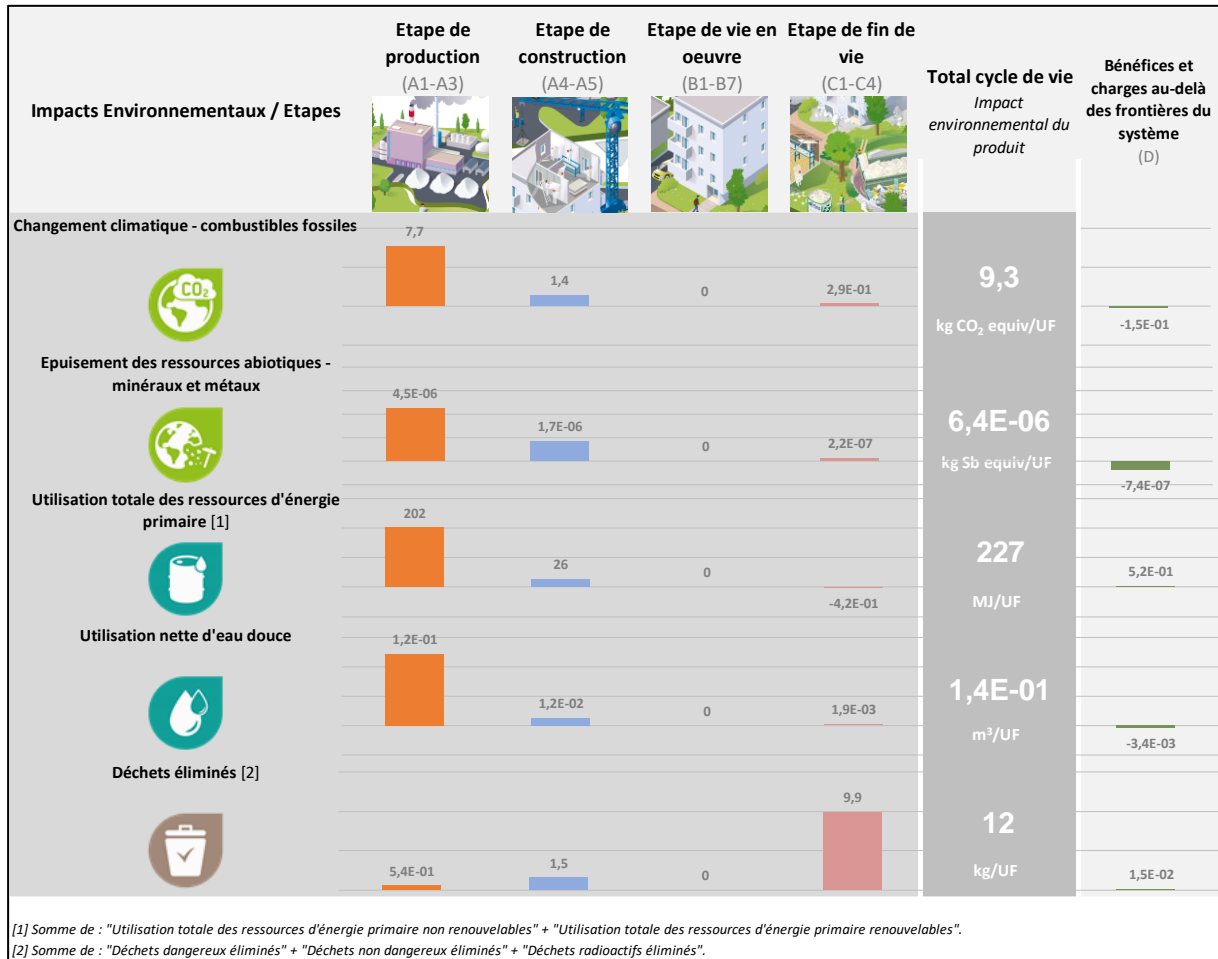 Impacts Environnementaux / Etapes
Etape de
production
(A1-A3)
Etape de
construction
(A4-A5)
Etape de vie en
oeuvre
(B1-B7)
Etape de fin de
vie
(C1-C4)
Total cycle de vie
Impact
environnemental du
produit
Bénéfices et
charges au-delà
des frontières du
système
(D)
Changement climatique - combustibles fossiles
CO2
7,7
1,4
0
2,9E-01
9,3
kg CO2 equiv/UF
-1,5E-01
Epuisement des ressources abiotiques -
minéraux et métaux
4,5E-06
1,7E-06
0
2,2E-07
6,4E-06
kg Sb equiv/UF
-7,4E-07
Utilisation totale des ressources d'énergie
primaire [1]
202
26
0
-4,2E-01
227
MJ/UF
5,2E-01
Utilisation nette d'eau douce
1,2E-01
1,2E-02
0
1,9E-03
1,4E-01
m³/UF
-3,4E-03
Déchets éliminés [2]
5,4E-01
1,5
0
9,9
12
kg/UF
1,5E-02
[1] Somme de : "Utilisation totale des ressources d'énergie primaire non renouvelables" + "Utilisation totale des ressources d'énergie primaire renouvelables".
[2] Somme de : "Déchets dangereux éliminés" + "Déchets non dangereux éliminés" + "Déchets radioactifs éliminés".